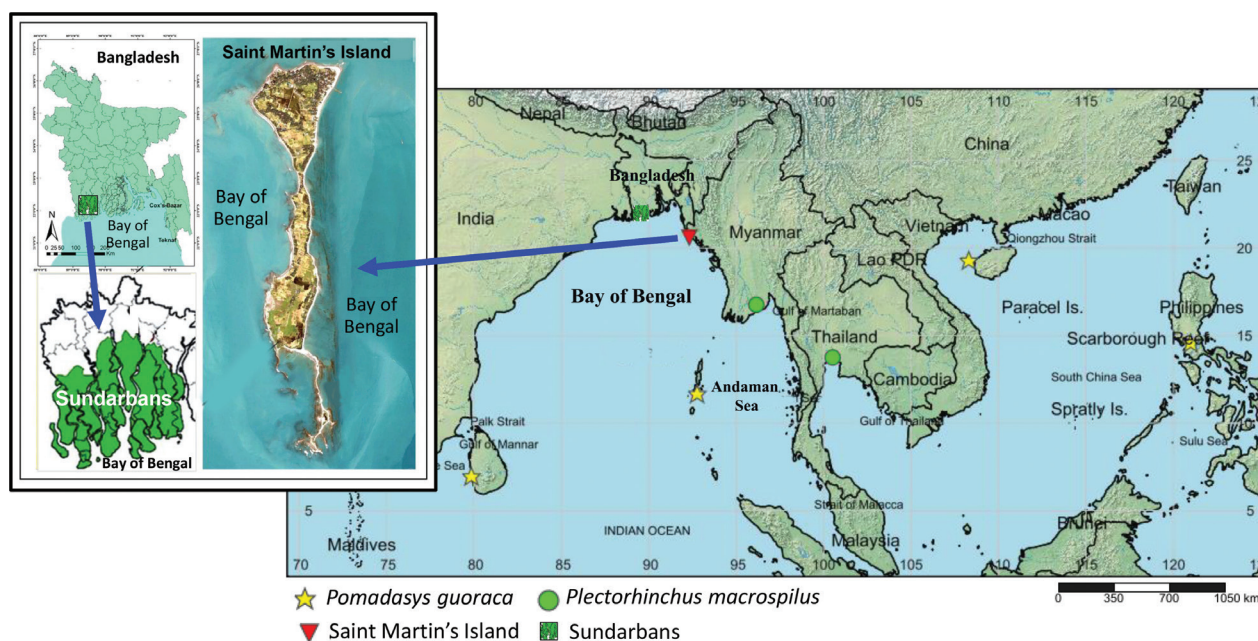 Bangladesh
N
0 25 50 100 150 200
Km
Cox's-Bazar
Teknaf
Bay of
Bengal
Sundarbans
Bay of Bengal
Saint Martin's Island
Bay of
Bengal
Bay of
Bengal
80 85 90 95 100 105 110 115 120
Nepal
Bhutan
China
25
Bangladesh
Taiwan
India
Myanmar
Vietnam
Macao
Qiongzhou Strait
20
Lao PDR
Bay of Bengal
Gulf of Martaban
Paracel Is.
Philippines
Thailand
Scarborough Reef
15
Cambodia
South China Sea
Andaman
Sea
Spratly Is.
Gulf of Thailand
Palk Strait
Gulf of Mannar
Sulu Sea
e Sea
5
Strait of Malacca
5
INDIAN OCEAN
Brunei
Maldives
Malaysia
70 75 80 85 90 95 100 105 110 115 120
Pomadasys guoraca
Plectorhinchus macrospilus
0 350 700 1050 km
Saint Martin's Island
Sundarbans